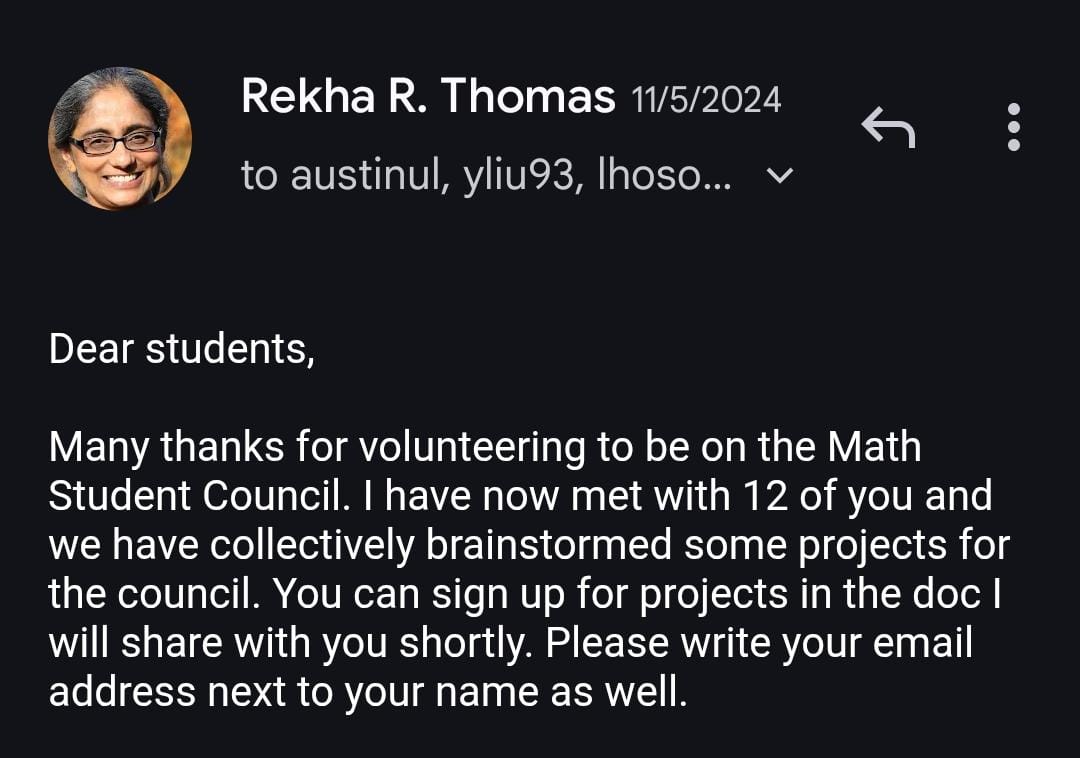 Rekha R. Thomas 11/5/2024
to austinul, yliu93, lhoso...
Dear students,
Many thanks for volunteering to be on the Math
Student Council. I have now met with 12 of you and
we have collectively brainstormed some projects for
the council. You can sign up for projects in the doc I
will share with you shortly. Please write your email
address next to your name as well.